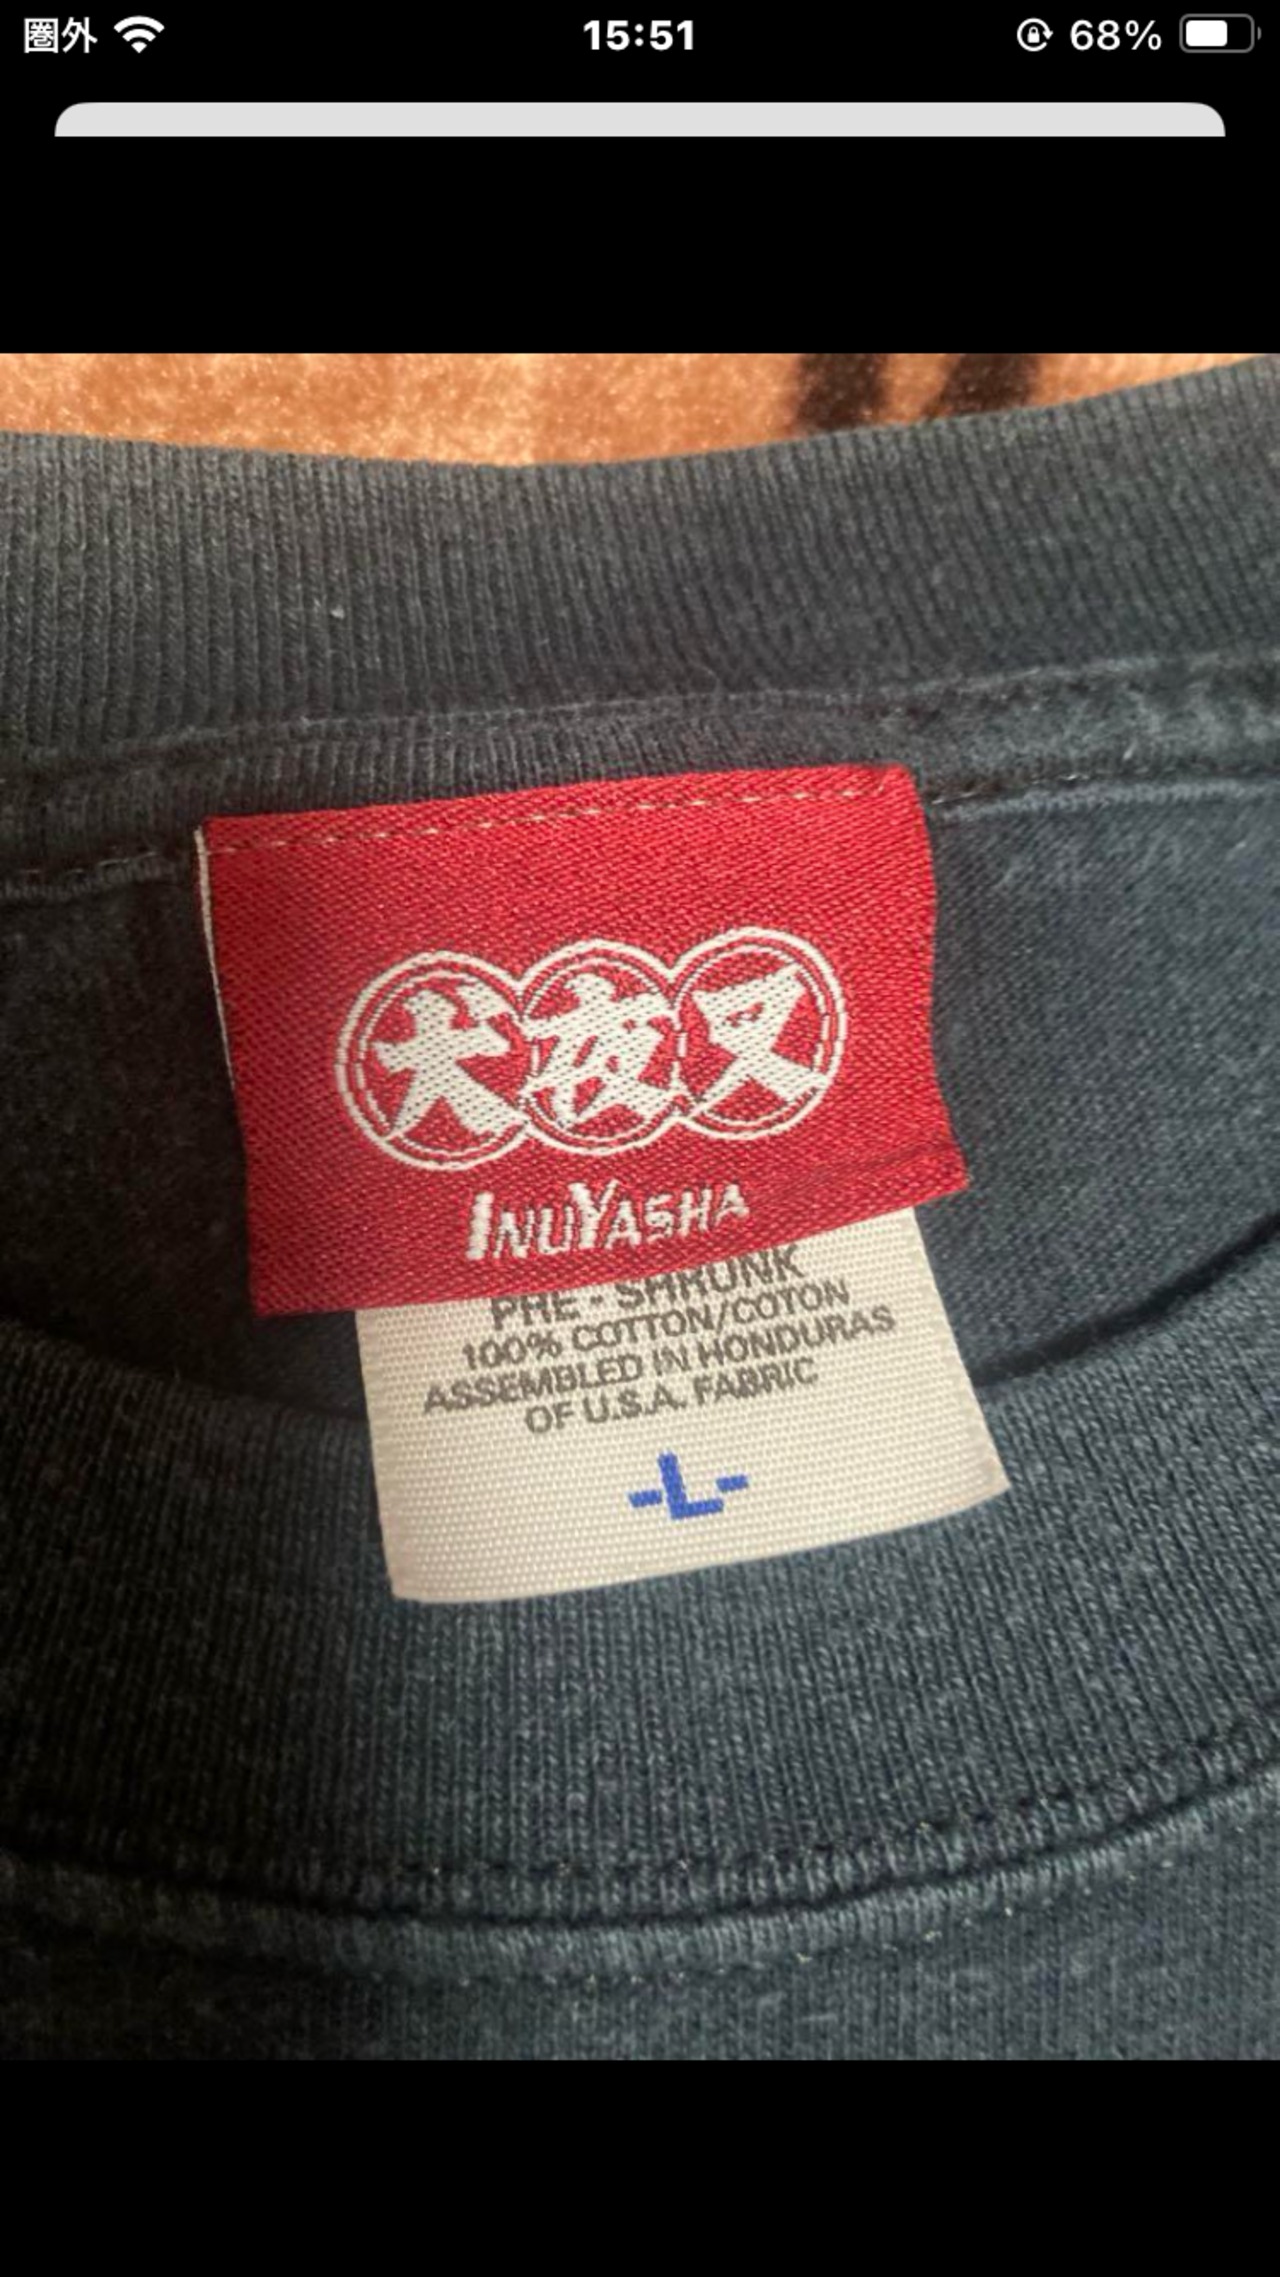 圏外 15:51 68%
犬夜叉
INUYASHA
PRE-SHRUNK
100% COTTON/COTON
ASSEMBLED IN HONDURAS
OF U.S.A. FABRIC
-L-